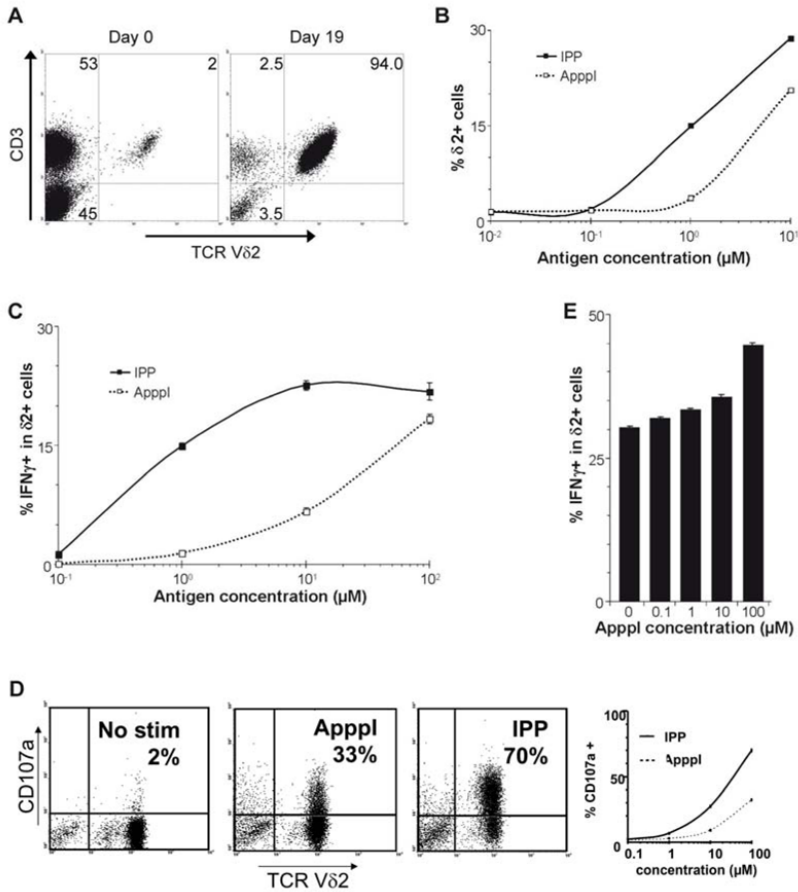 A
Day 0
Day 19
53
2
2.5
94.0
CD3
45
3.5
TCR Vδ2
B
30
IPP
ApppI
15
% δ2+ cells
0
10-2
10-1
10⁰
10¹
Antigen concentration (µM)
C
30
IPP
ApppI
15
% IFNγ+ in δ2+ cells
0
10-1
10⁰
10¹
10²
Antigen concentration (µM)
E
50
% IFNγ+ in δ2+ cells
25
0
0 0.1 1 10 100
ApppI concentration (µM)
D
No stim
2%
ApppI
33%
IPP
70%
CD107a
TCR Vδ2
100
IPP
ApppI
% CD107a +
50
0
0.1 1 10 100
concentration (µM)